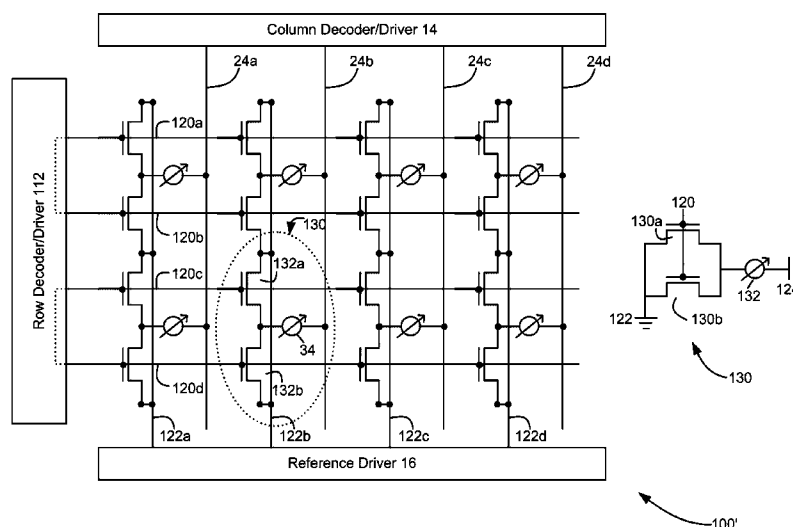 Column Decoder/Driver 14
24a
24b
24c
24d
Row Decoder/Driver 112
120a
120b
130
120c
132a
34
120d
132b
122a
122b
122c
122d
Reference Driver 16
120
130a
132
124
122
130b
130
100'